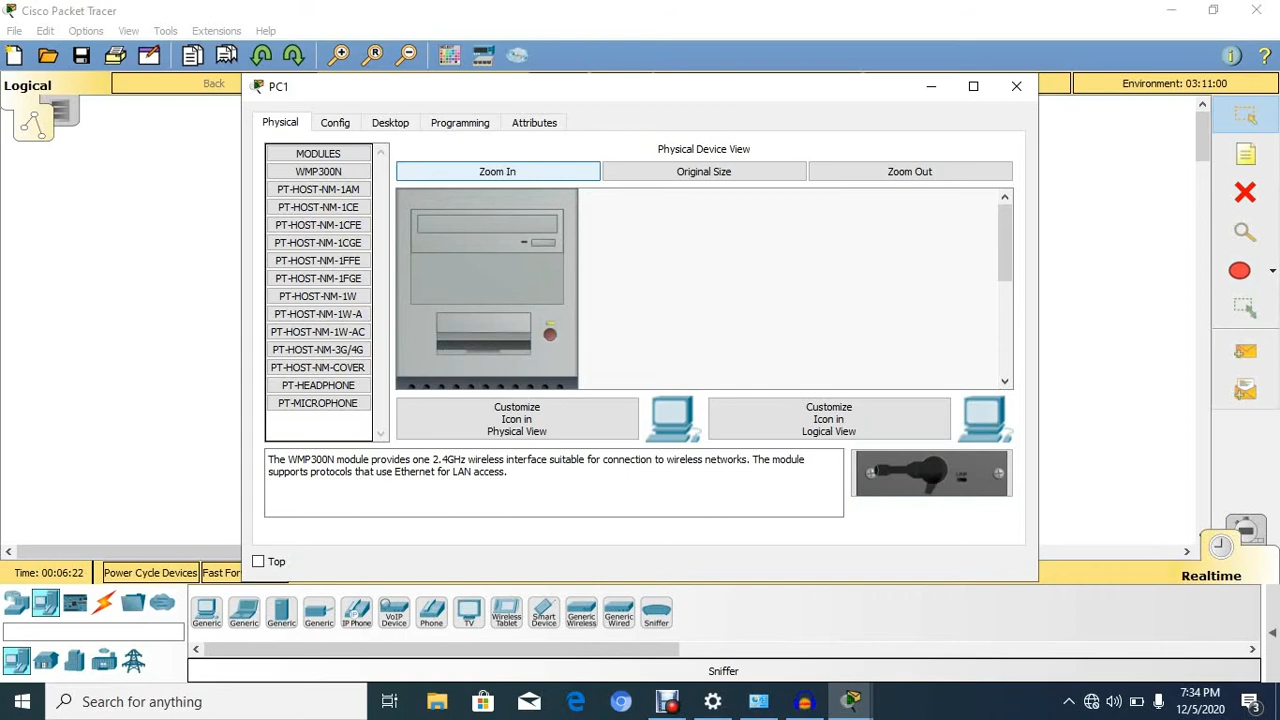 Cisco Packet Tracer
File Edit Options View Tools Extensions Help
Logical
Back
Environment: 03:11:00
PC1
Physical Config Desktop Programming Attributes
MODULES
WMP300N
PT-HOST-NM-1AM
PT-HOST-NM-1CE
PT-HOST-NM-1CFE
PT-HOST-NM-1CGE
PT-HOST-NM-1FFE
PT-HOST-NM-1FGE
PT-HOST-NM-1W
PT-HOST-NM-1W-A
PT-HOST-NM-1W-AC
PT-HOST-NM-3G/4G
PT-HOST-NM-COVER
PT-HEADPHONE
PT-MICROPHONE
Physical Device View
Zoom In Original Size Zoom Out
Customize
Icon in
Physical View
Customize
Icon in
Logical View
The WMP300N module provides one 2.4GHz wireless interface suitable for connection to wireless networks. The module
supports protocols that use Ethernet for LAN access.
LINK
Top
Time: 00:06:22 Power Cycle Devices Fast For
Realtime
Generic Generic Generic Generic IP Phone VoIP Device Phone TV Wireless Tablet Smart Device Generic Wireless Generic Wired Sniffer
Sniffer
Search for anything
7:34 PM
12/5/2020
3